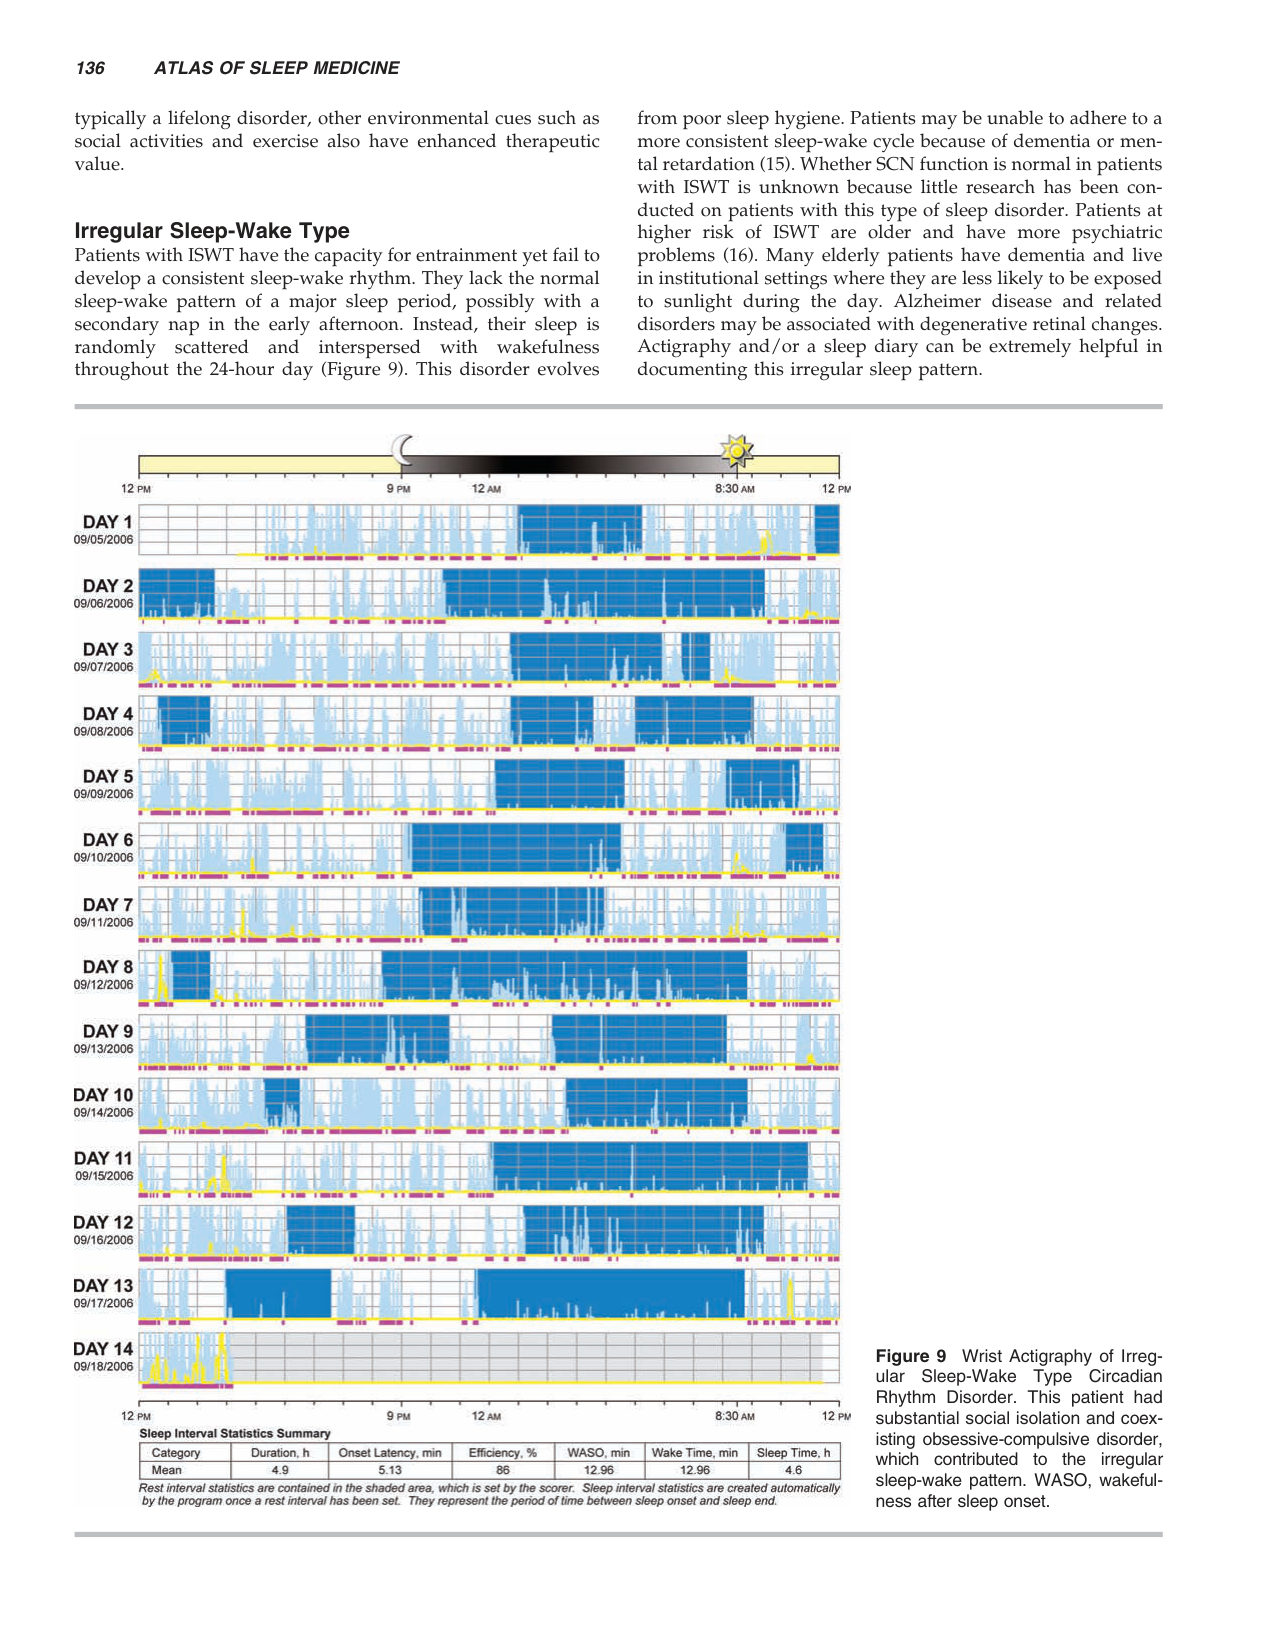 136 ATLAS OF SLEEP MEDICINE
typically a lifelong disorder, other environmental cues such as
social activities and exercise also have enhanced therapeutic
value.
Irregular Sleep-Wake Type
Patients with ISWT have the capacity for entrainment yet fail to
develop a consistent sleep-wake rhythm. They lack the normal
sleep-wake pattern of a major sleep period, possibly with a
secondary nap in the early afternoon. Instead, their sleep is
randomly scattered and interspersed with wakefulness
throughout the 24-hour day (Figure 9). This disorder evolves
from poor sleep hygiene. Patients may be unable to adhere to a
more consistent sleep-wake cycle because of dementia or men-
tal retardation (15). Whether SCN function is normal in patients
with ISWT is unknown because little research has been con-
ducted on patients with this type of sleep disorder. Patients at
higher risk of ISWT are older and have more psychiatric
problems (16). Many elderly patients have dementia and live
in institutional settings where they are less likely to be exposed
to sunlight during the day. Alzheimer disease and related
disorders may be associated with degenerative retinal changes.
Actigraphy and/or a sleep diary can be extremely helpful in
documenting this irregular sleep pattern.
12 PM 9 PM 12 AM 8:30 AM 12 PM
DAY 1
09/05/2006
DAY 2
09/06/2006
DAY 3
09/07/2006
DAY 4
09/08/2006
DAY 5
09/09/2006
DAY 6
09/10/2006
DAY 7
09/11/2006
DAY 8
09/12/2006
DAY 9
09/13/2006
DAY 10
09/14/2006
DAY 11
09/15/2006
DAY 12
09/16/2006
DAY 13
09/17/2006
DAY 14
09/18/2006
12 PM 9 PM 12 AM 8:30 AM 12 PM
Sleep Interval Statistics Summary
Category Duration, h Onset Latency, min Efficiency, % WASO, min Wake Time, min Sleep Time, h
Mean 4.9 5.13 86 12.96 12.96 4.6
Rest interval statistics are contained in the shaded area, which is set by the scorer. Sleep interval statistics are created automatically
by the program once a rest interval has been set. They represent the period of time between sleep onset and sleep end.
Figure 9 Wrist Actigraphy of Irreg-
ular Sleep-Wake Type Circadian
Rhythm Disorder. This patient had
substantial social isolation and coex-
isting obsessive-compulsive disorder,
which contributed to the irregular
sleep-wake pattern. WASO, wakeful-
ness after sleep onset.